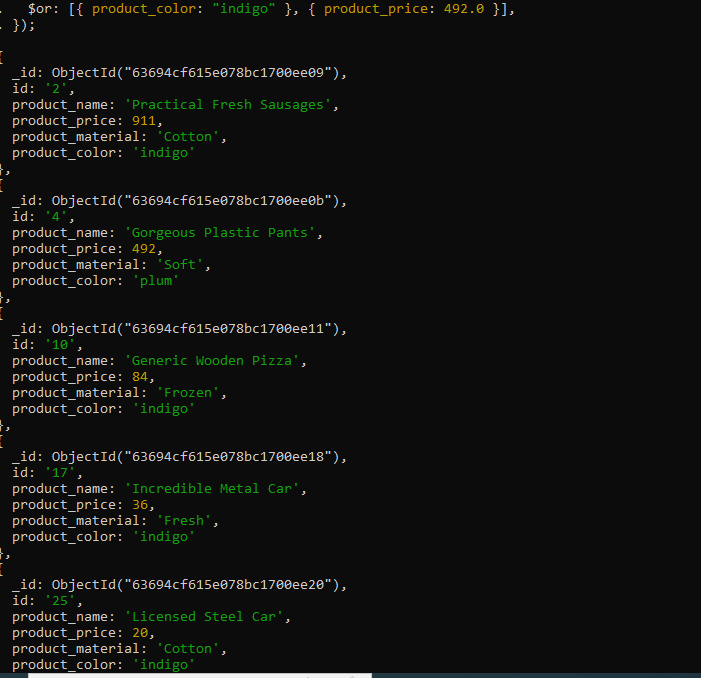 . $or: [{ product_color: "indigo" }, { product_price: 492.0 }],
. });
[
_id: ObjectId("63694cf615e078bc1700ee09"),
id: '2',
product_name: 'Practical Fresh Sausages',
product_price: 911,
product_material: 'Cotton',
product_color: 'indigo'
},
{
_id: ObjectId("63694cf615e078bc1700ee0b"),
id: '4',
product_name: 'Gorgeous Plastic Pants',
product_price: 492,
product_material: 'Soft',
product_color: 'plum'
},
{
_id: ObjectId("63694cf615e078bc1700ee11"),
id: '10',
product_name: 'Generic Wooden Pizza',
product_price: 84,
product_material: 'Frozen',
product_color: 'indigo'
},
{
_id: ObjectId("63694cf615e078bc1700ee18"),
id: '17',
product_name: 'Incredible Metal Car',
product_price: 36,
product_material: 'Fresh',
product_color: 'indigo'
},
{
_id: ObjectId("63694cf615e078bc1700ee20"),
id: '25',
product_name: 'Licensed Steel Car',
product_price: 20,
product_material: 'Cotton',
product_color: 'indigo'